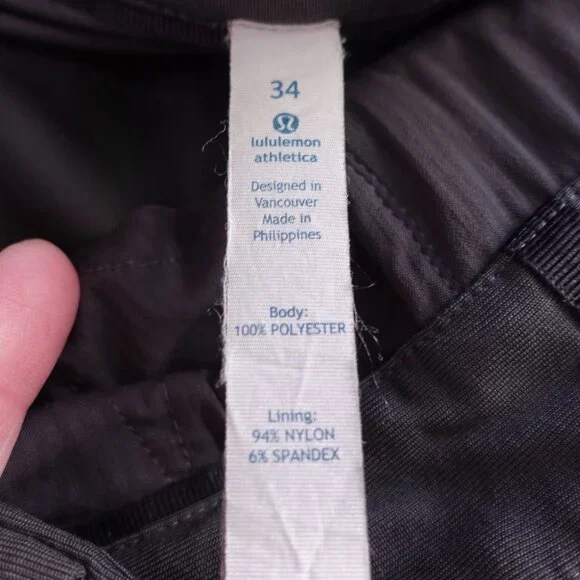 34
lululemon
athletica
Designed in
Vancouver
Made in
Philippines
Body:
100% POLYESTER
Lining:
94% NYLON
6% SPANDEX